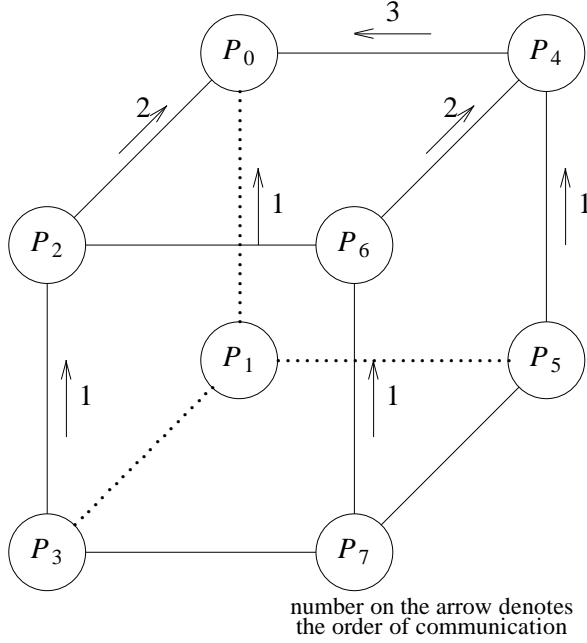 3
P0
P4
2
2
1
1
P2
P6
P1
P5
1
1
P3
P7
number on the arrow denotes
the order of communication